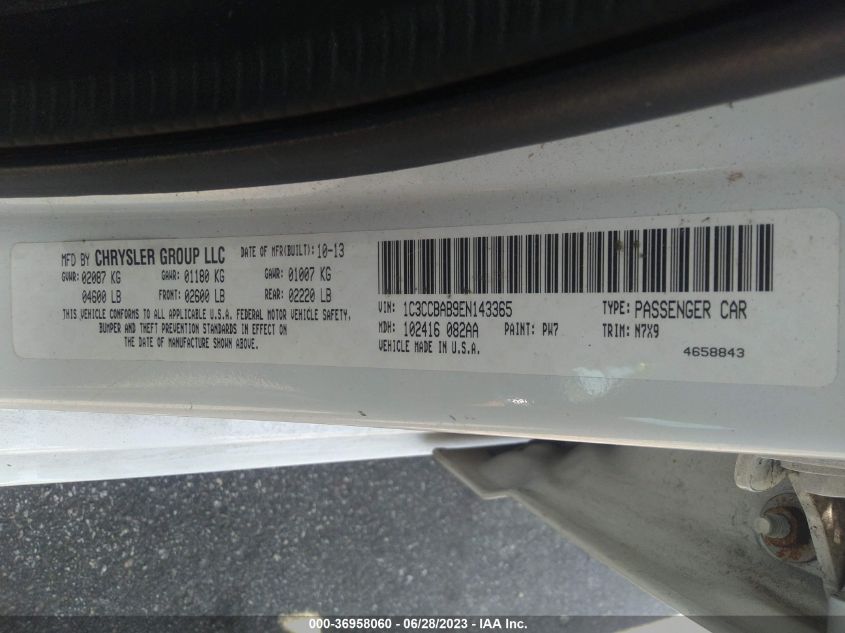 MFD BY CHRYSLER GROUP LLC DATE OF MFR(BUILT): 10-13
GVWR: 02087 KG GAWR: 01180 KG GAWR: 01007 KG
04600 LB FRONT: 02600 LB REAR: 02220 LB
THIS VEHICLE CONFORMS TO ALL APPLICABLE U.S.A. FEDERAL MOTOR VEHICLE SAFETY,
BUMPER AND THEFT PREVENTION STANDARDS IN EFFECT ON
THE DATE OF MANUFACTURE SHOWN ABOVE.
VIN: 1C3CCBAB9EN143365 TYPE: PASSENGER CAR
MDH: 102416 082AA PAINT: PW7 TRIM: N7X9
VEHICLE MADE IN U.S.A. 4658843
000-36958060 - 06/28/2023 - IAA Inc.